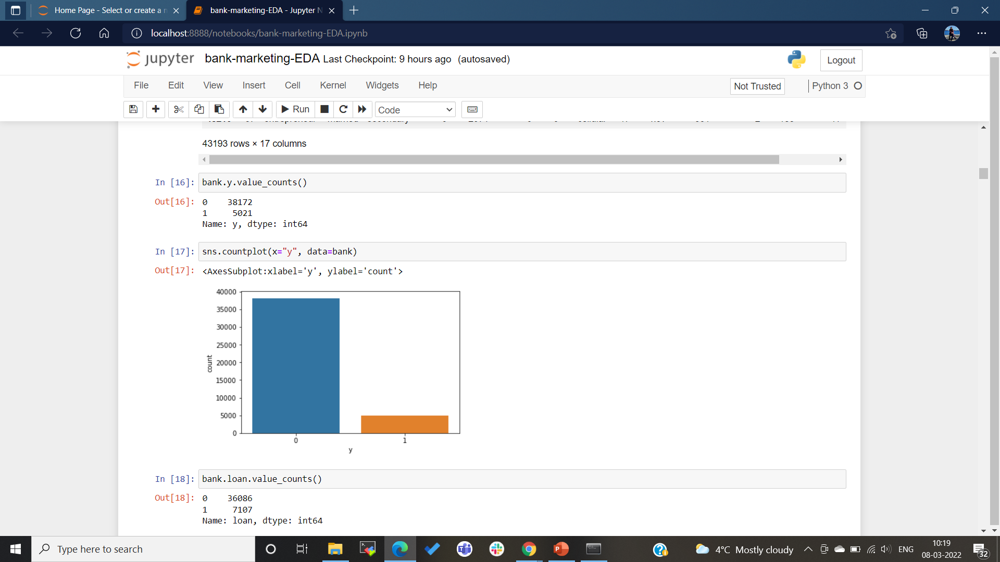 Home Page - Select or create a n
bank-marketing-EDA - Jupyter N
localhost:8888/notebooks/bank-marketing-EDA.ipynb
jupyter bank-marketing-EDA Last Checkpoint: 9 hours ago (autosaved)
Logout
File Edit View Insert Cell Kernel Widgets Help
Not Trusted
Python 3
Run
Code
43193 rows × 17 columns
In [16]: bank.y.value_counts()
Out[16]: 0 38172
1 5021
Name: y, dtype: int64
In [17]: sns.countplot(x="y", data=bank)
Out[17]: <AxesSubplot:xlabel='y', ylabel='count'>
40000
35000
30000
25000
20000
15000
10000
5000
0
count
0 1
y
In [18]: bank.loan.value_counts()
Out[18]: 0 36086
1 7107
Name: loan, dtype: int64
Type here to search
4°C Mostly cloudy
ENG
10:19
08-03-2022
32